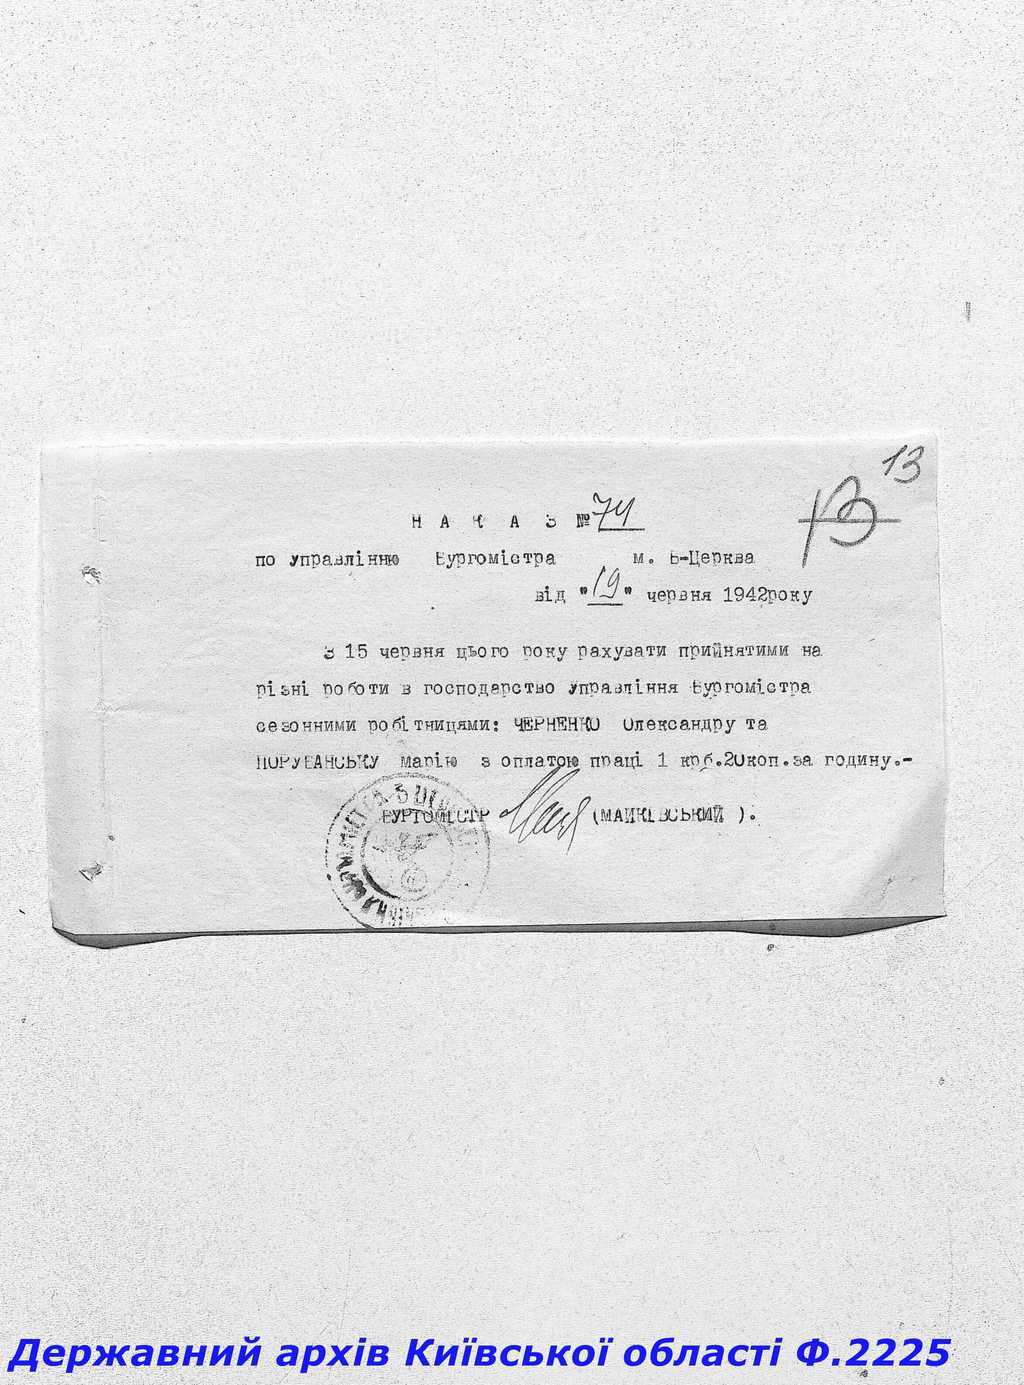 13
Н А К А З № 74
по Управлінню Бургомістра м. Б-Церква
від "19" червня 1942року
З 15 червня цього року рахувати прийнятими на
різні роботи в господарство Управління Бургомістра
сезонними робітницями: ЧЕРНЕНКО Олександру та
ПОРУБАНСЬКУ Марію з оплатою праці 1 крб.20коп.за годину.-
БУРГОМІСТР (МАЙКІВСЬКИЙ ).
Державний архів Київської області Ф.2225